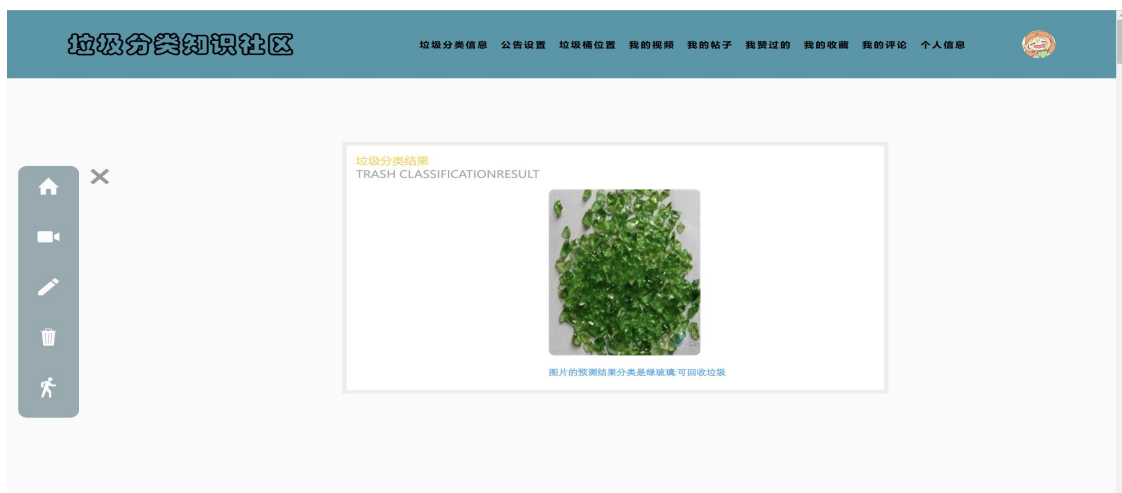 垃圾分类知识社区
垃圾分类信息 公告设置 垃圾桶位置 我的视频 我的帖子 我赞过的 我的收藏 我的评论 个人信息
垃圾分类结果
TRASH CLASSIFICATIONRESULT
图片的预测结果分类是绿玻璃:可回收垃圾